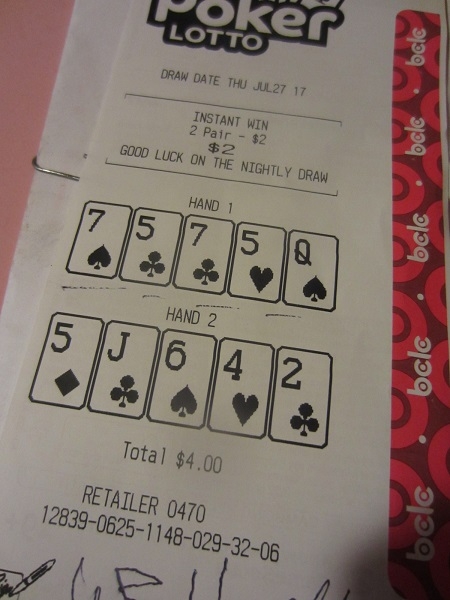 Poker
LOTTO
DRAW DATE THU JUL27 17
INSTANT WIN
2 Pair - $2
$2
GOOD LUCK ON THE NIGHTLY DRAW
HAND 1
7 5 7 5 Q
HAND 2
5 J 6 4 2
Total $4.00
RETAILER 0470
12839-0625-1148-029-32-06
bclc
bclc
bclc
bclc
bclc
bclc